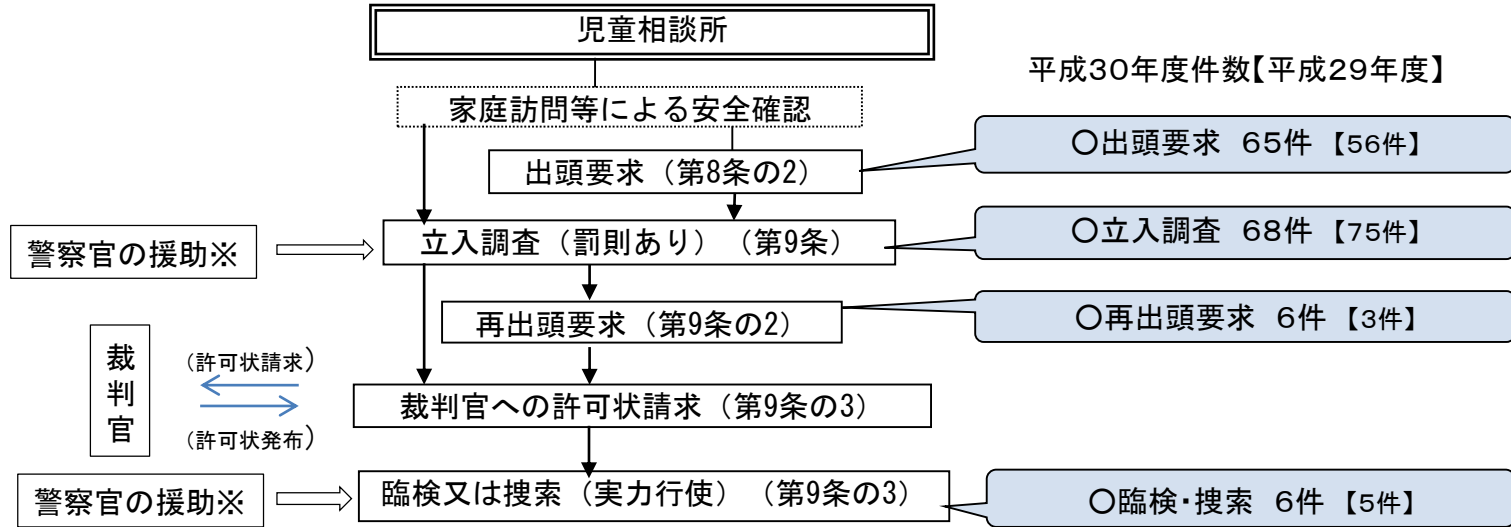 児童相談所
平成30年度件数【平成29年度】
家庭訪問等による安全確認
〇出頭要求 65件 【56件】
出頭要求（第8条の2）
〇立入調査 68件 【75件】
警察官の援助※
立入調査（罰則あり）（第9条）
〇再出頭要求 6件 【3件】
再出頭要求（第9条の2）
裁判官
（許可状請求）
裁判官への許可状請求（第9条の3）
（許可状発布）
警察官の援助※
臨検又は捜索（実力行使）（第9条の3）
〇臨検・捜索 6件 【5件】